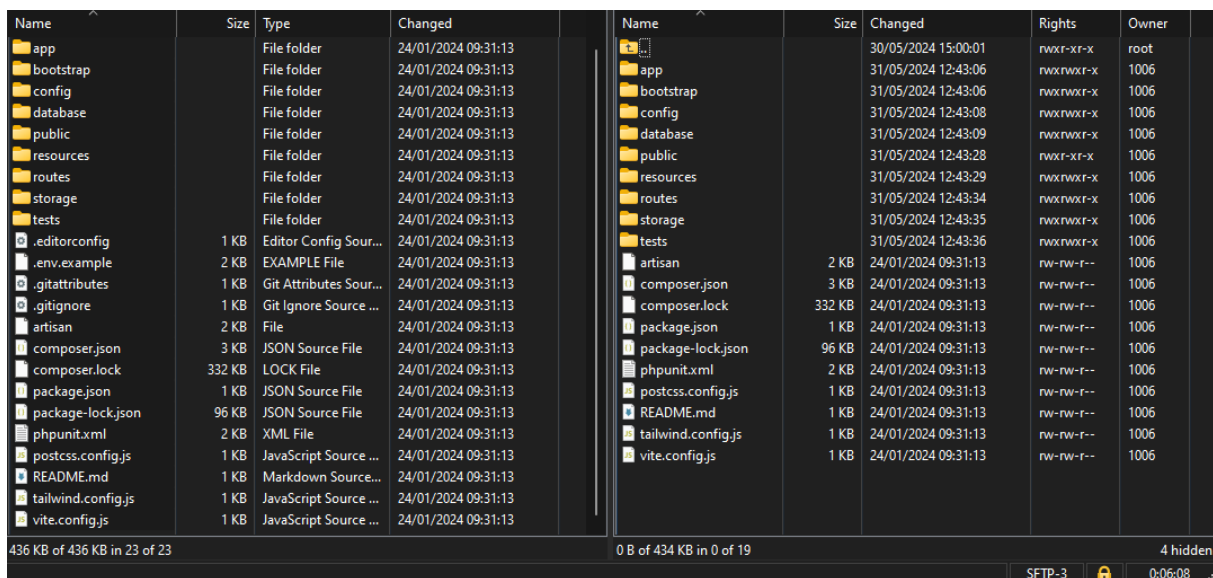 Name Size Type Changed Name Size Changed Rights Owner
app File folder 24/01/2024 09:31:13 .. 30/05/2024 15:00:01 rwxr-xr-x root
bootstrap File folder 24/01/2024 09:31:13 app 31/05/2024 12:43:06 rwxrwxr-x 1006
config File folder 24/01/2024 09:31:13 bootstrap 31/05/2024 12:43:06 rwxrwxr-x 1006
database File folder 24/01/2024 09:31:13 config 31/05/2024 12:43:08 rwxrwxr-x 1006
public File folder 24/01/2024 09:31:13 database 31/05/2024 12:43:09 rwxrwxr-x 1006
resources File folder 24/01/2024 09:31:13 public 31/05/2024 12:43:28 rwxr-xr-x 1006
routes File folder 24/01/2024 09:31:13 resources 31/05/2024 12:43:29 rwxrwxr-x 1006
storage File folder 24/01/2024 09:31:13 routes 31/05/2024 12:43:34 rwxrwxr-x 1006
tests File folder 24/01/2024 09:31:13 storage 31/05/2024 12:43:35 rwxrwxr-x 1006
.editorconfig 1 KB Editor Config Sour... 24/01/2024 09:31:13 tests 31/05/2024 12:43:36 rwxrwxr-x 1006
.env.example 2 KB EXAMPLE File 24/01/2024 09:31:13 artisan 2 KB 24/01/2024 09:31:13 rw-rw-r-- 1006
.gitattributes 1 KB Git Attributes Sour... 24/01/2024 09:31:13 composer.json 3 KB 24/01/2024 09:31:13 rw-rw-r-- 1006
.gitignore 1 KB Git Ignore Source ... 24/01/2024 09:31:13 composer.lock 332 KB 24/01/2024 09:31:13 rw-rw-r-- 1006
artisan 2 KB File 24/01/2024 09:31:13 package.json 1 KB 24/01/2024 09:31:13 rw-rw-r-- 1006
composer.json 3 KB JSON Source File 24/01/2024 09:31:13 package-lock.json 96 KB 24/01/2024 09:31:13 rw-rw-r-- 1006
composer.lock 332 KB LOCK File 24/01/2024 09:31:13 phpunit.xml 2 KB 24/01/2024 09:31:13 rw-rw-r-- 1006
package.json 1 KB JSON Source File 24/01/2024 09:31:13 postcss.config.js 1 KB 24/01/2024 09:31:13 rw-rw-r-- 1006
package-lock.json 96 KB JSON Source File 24/01/2024 09:31:13 README.md 1 KB 24/01/2024 09:31:13 rw-rw-r-- 1006
phpunit.xml 2 KB XML File 24/01/2024 09:31:13 tailwind.config.js 1 KB 24/01/2024 09:31:13 rw-rw-r-- 1006
postcss.config.js 1 KB JavaScript Source ... 24/01/2024 09:31:13 vite.config.js 1 KB 24/01/2024 09:31:13 rw-rw-r-- 1006
README.md 1 KB Markdown Source... 24/01/2024 09:31:13
tailwind.config.js 1 KB JavaScript Source ... 24/01/2024 09:31:13
vite.config.js 1 KB JavaScript Source ... 24/01/2024 09:31:13
436 KB of 436 KB in 23 of 23 0 B of 434 KB in 0 of 19 4 hidden
SFTP-3 0:06:08